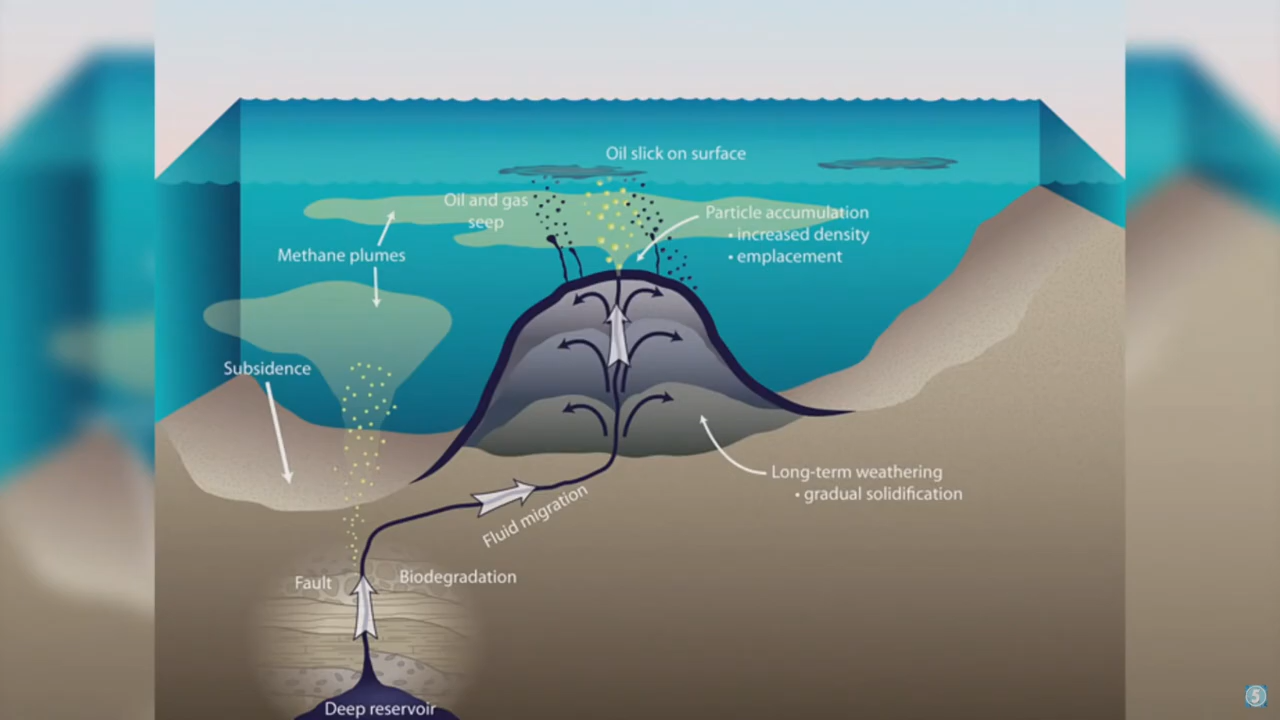 Oil slick on surface
Oil and gas
seep
Particle accumulation
• increased density
• emplacement
Methane plumes
Subsidence
Long-term weathering
• gradual solidification
Fluid migration
Fault
Biodegradation
Deep reservoir
5